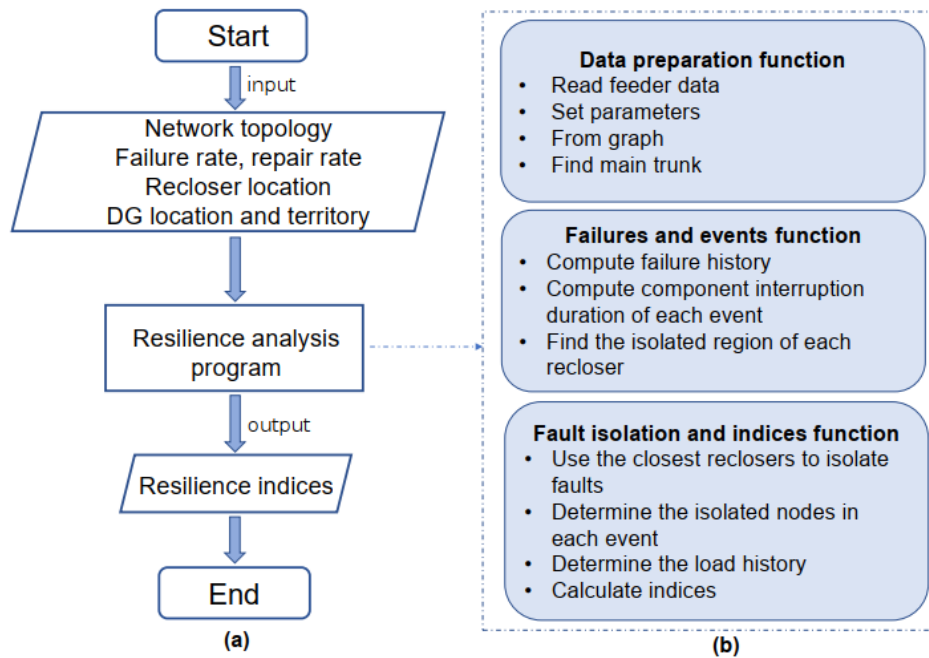 Start
input
Network topology
Failure rate, repair rate
Recloser location
DG location and territory
Resilience analysis
program
output
Resilience indices
End
(a)
Data preparation function
• Read feeder data
• Set parameters
• From graph
• Find main trunk
Failures and events function
• Compute failure history
• Compute component interruption
duration of each event
• Find the isolated region of each
recloser
Fault isolation and indices function
• Use the closest reclosers to isolate
faults
• Determine the isolated nodes in
each event
• Determine the load history
• Calculate indices
(b)